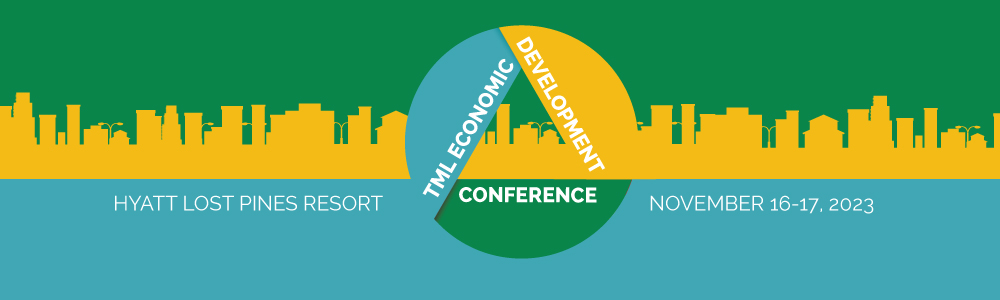 TML ECONOMIC
DEVELOPMENT
CONFERENCE
HYATT LOST PINES RESORT
NOVEMBER 16-17, 2023